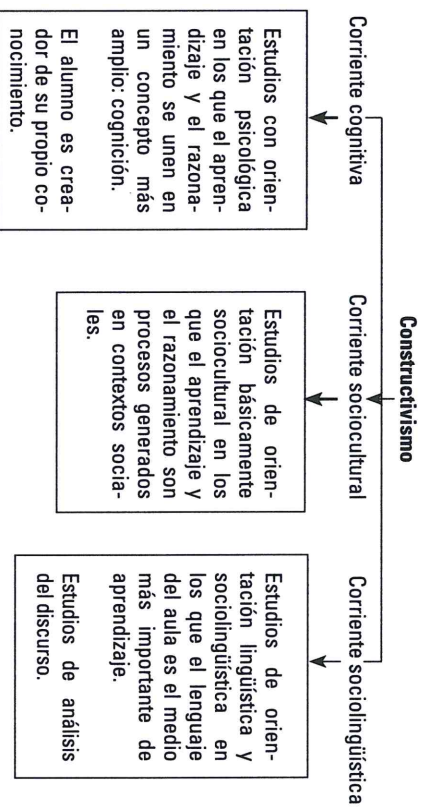 Constructivismo
Corriente cognitiva
Estudios con orien-
tación psicológica
en los que el apren-
dizaje y el razona-
miento se unen en
un concepto más
amplio: cognición.
El alumno es crea-
dor de su propio co-
nocimiento.
Corriente sociocultural
Estudios de orien-
tación básicamente
sociocultural en los
que el aprendizaje y
el razonamiento son
procesos generados
en contextos socia-
les.
Corriente sociolingüística
Estudios de orien-
tación lingüística y
sociolingüística en
los que el lenguaje
del aula es el medio
más importante de
aprendizaje.
Estudios de análisis
del discurso.